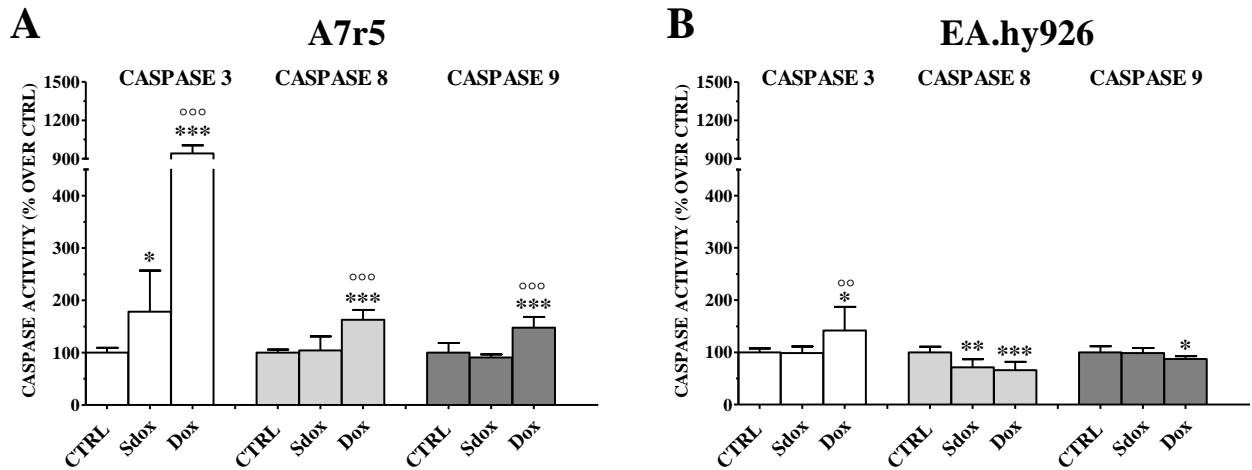 A
A7r5
CASPASE 3 CASPASE 8 CASPASE 9
CASPASE ACTIVITY (% OVER CTRL)
1500
1200
900
400
300
200
100
0
*
°°°
***
°°°
***
°°°
***
CTRL Sdox Dox CTRL Sdox Dox CTRL Sdox Dox
B
EA.hy926
CASPASE 3 CASPASE 8 CASPASE 9
CASPASE ACTIVITY (% OVER CTRL)
1500
1200
900
400
300
200
100
0
°°
*
**
***
*
CTRL Sdox Dox CTRL Sdox Dox CTRL Sdox Dox